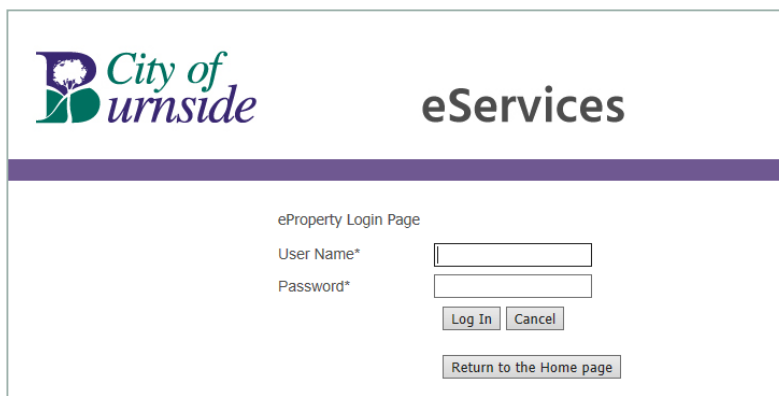 City of
Burnside
eServices
eProperty Login Page
User Name*
Password*
Log In Cancel
Return to the Home page